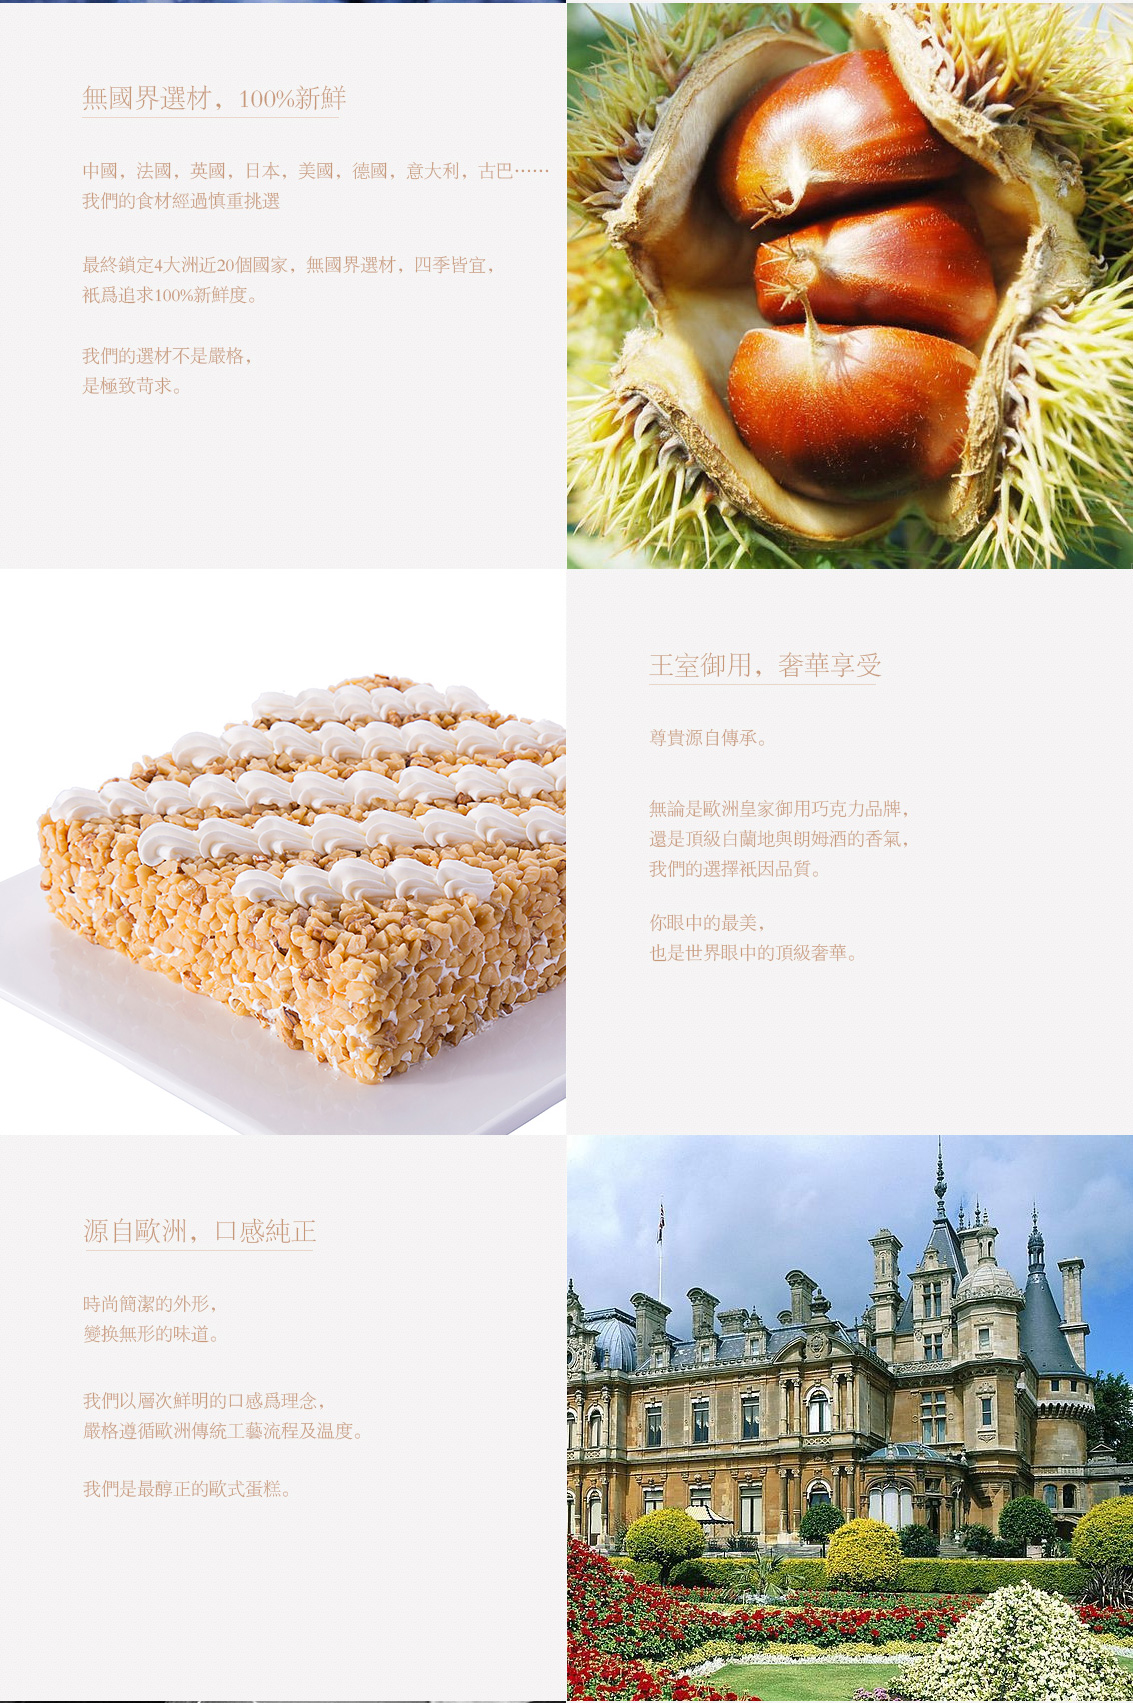 無國界選材，100%新鮮
中國，法國，英國，日本，美國，德國，意大利，古巴……
我們的食材經過慎重挑選
最終鎖定4大洲近20個國家，無國界選材，四季皆宜，
衹爲追求100%新鮮度。
我們的選材不是嚴格，
是極致苛求。
王室御用，奢華享受
尊貴源自傳承。
無論是歐洲皇家御用巧克力品牌，
還是頂級白蘭地與朗姆酒的香氣，
我們的選擇衹因品質。
你眼中的最美，
也是世界眼中的頂級奢華。
源自歐洲，口感純正
時尚簡潔的外形，
變换無形的味道。
我們以層次鮮明的口感爲理念，
嚴格遵循歐洲傳統工藝流程及温度。
我們是最醇正的歐式蛋糕。